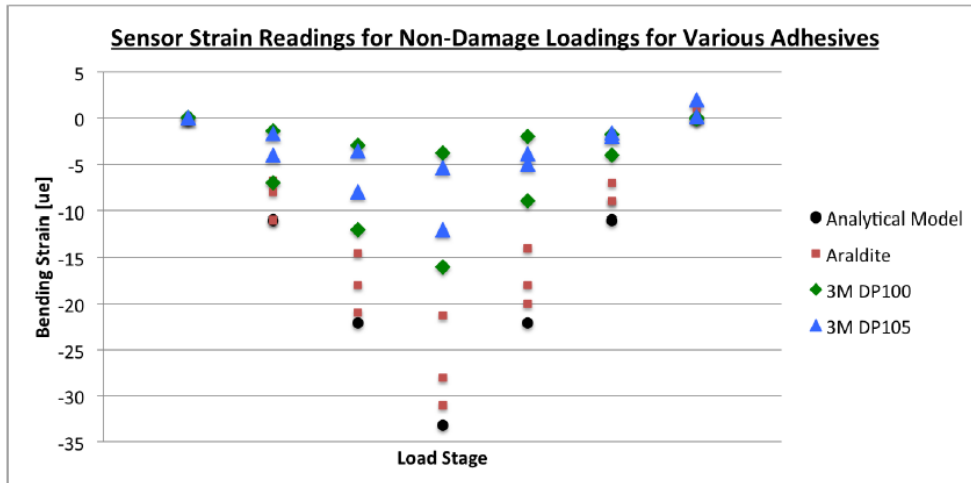 Sensor Strain Readings for Non-Damage Loadings for Various Adhesives
5
0
-5
-10
-15
-20
-25
-30
-35
Bending Strain [ue]
Load Stage
Analytical Model
Araldite
3M DP100
3M DP105